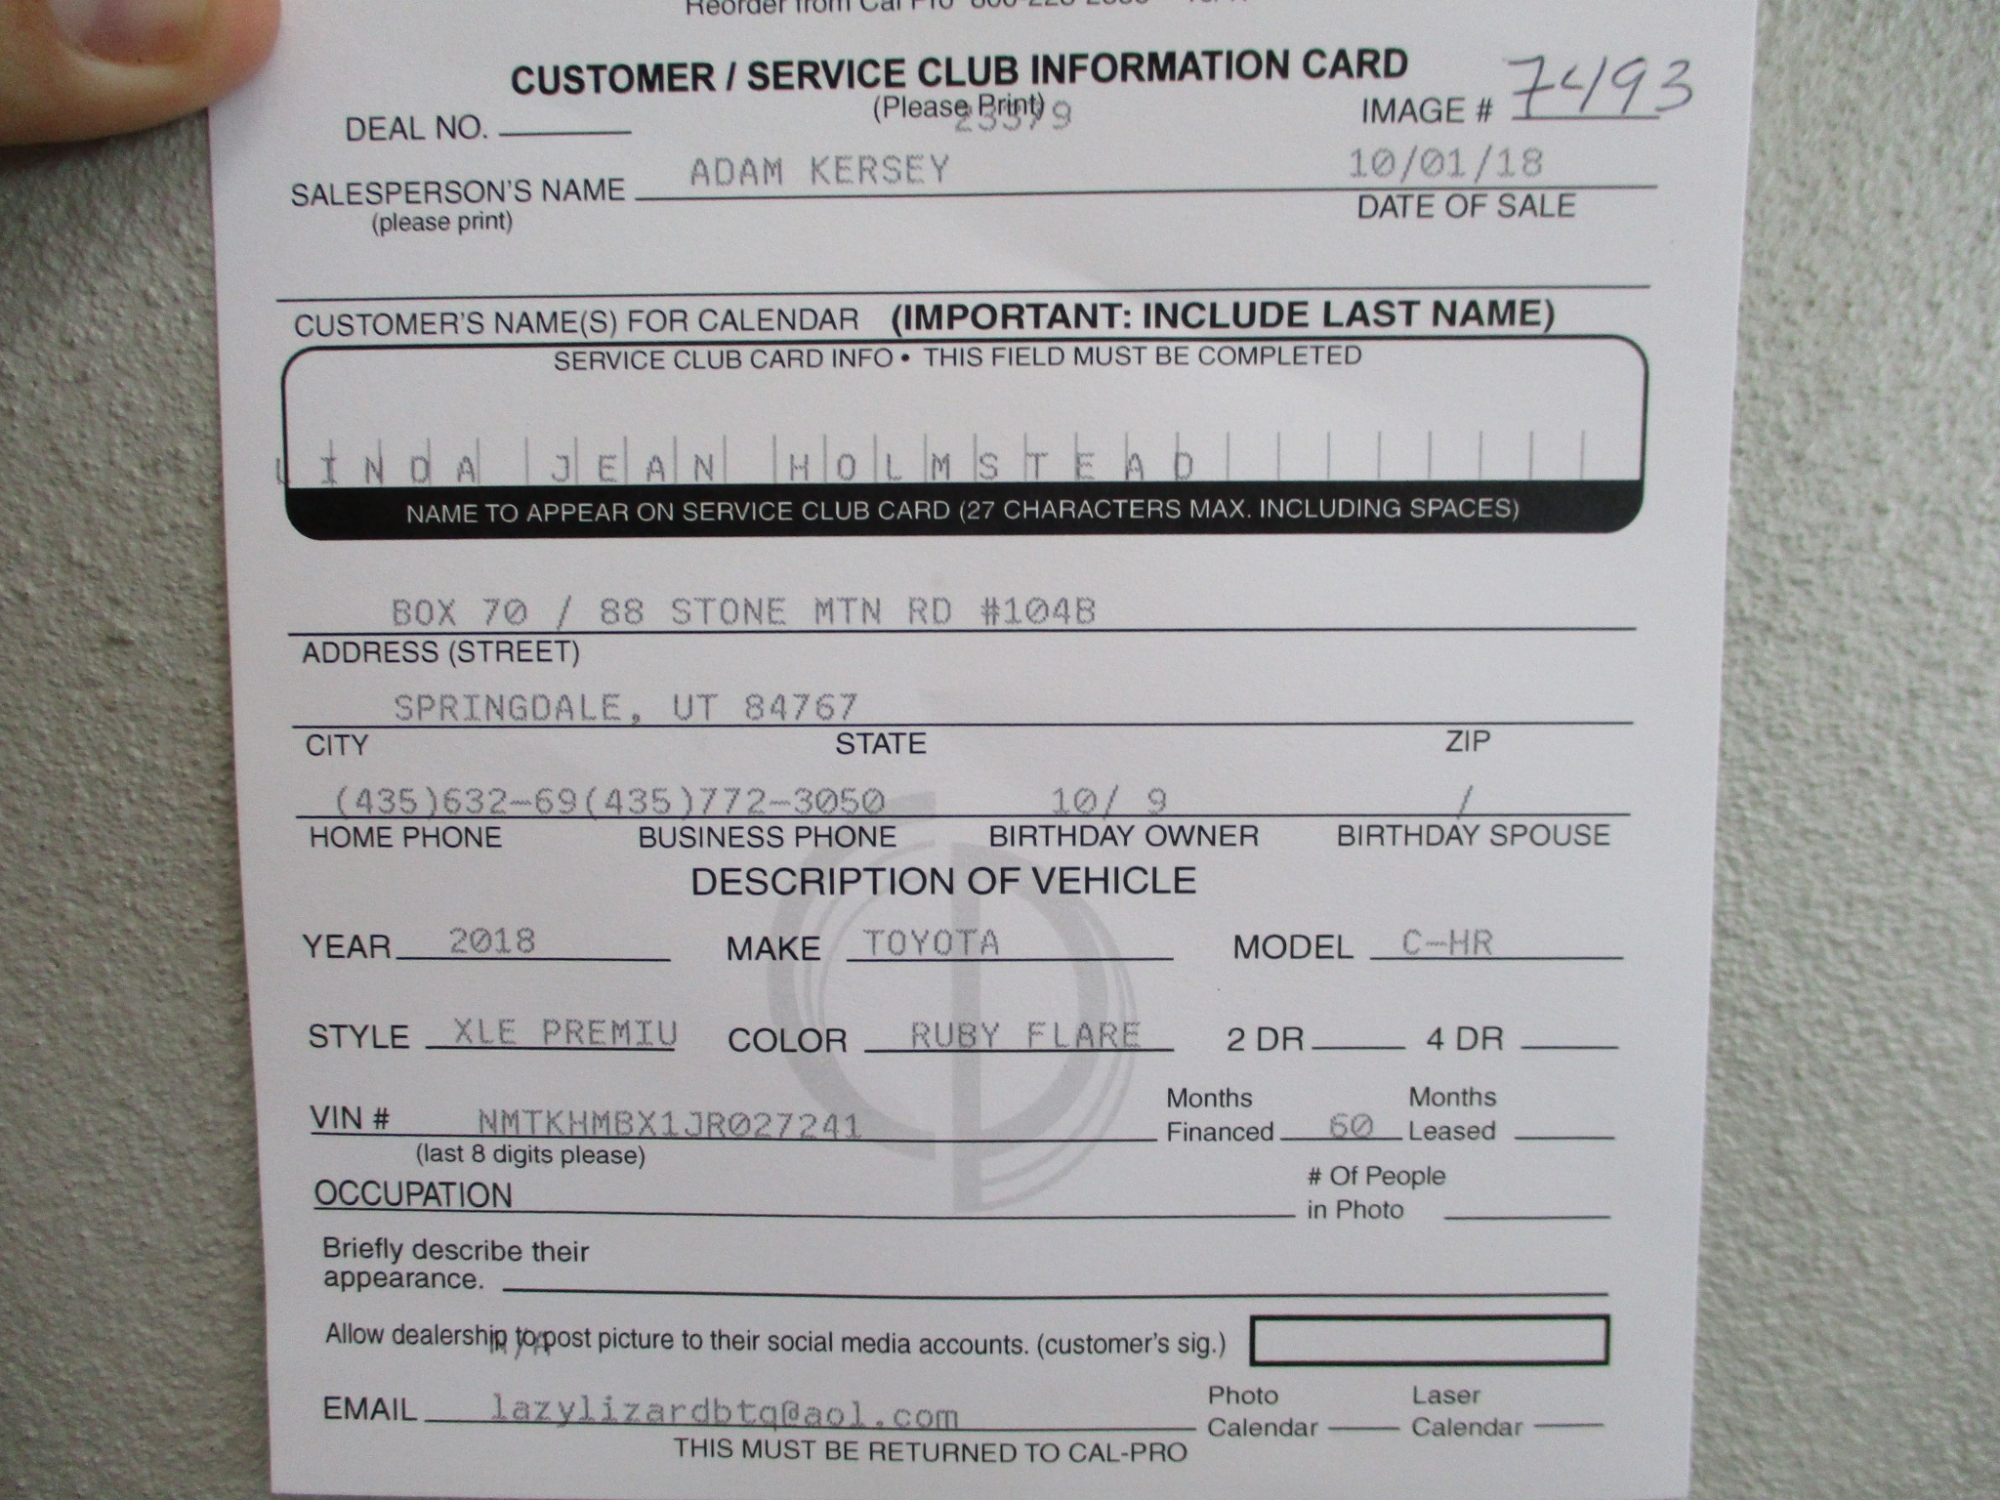 Reorder from Cal Pro 800-
CUSTOMER / SERVICE CLUB INFORMATION CARD
(Please Print) 23379
DEAL NO. IMAGE # 7493
SALESPERSON'S NAME ADAM KERSEY 10/01/18
(please print) DATE OF SALE
CUSTOMER'S NAME(S) FOR CALENDAR (IMPORTANT: INCLUDE LAST NAME)
SERVICE CLUB CARD INFO • THIS FIELD MUST BE COMPLETED
LINDA JEAN HOLMSTEAD
NAME TO APPEAR ON SERVICE CLUB CARD (27 CHARACTERS MAX. INCLUDING SPACES)
BOX 70 / 88 STONE MTN RD #104B
ADDRESS (STREET)
SPRINGDALE, UT 84767
CITY STATE ZIP
(435)632-69(435)772-3050 10/ 9 /
HOME PHONE BUSINESS PHONE BIRTHDAY OWNER BIRTHDAY SPOUSE
DESCRIPTION OF VEHICLE
YEAR 2018 MAKE TOYOTA MODEL C-HR
STYLE XLE PREMIU COLOR RUBY FLARE 2 DR 4 DR
VIN # NMTKHMBX1JR027241 Months Financed 60 Months Leased
(last 8 digits please)
OCCUPATION # Of People in Photo
Briefly describe their
appearance.
Allow dealership to post picture to their social media accounts. (customer's sig.)
N/A
EMAIL lazylizardbtq@aol.com Photo Calendar Laser Calendar
THIS MUST BE RETURNED TO CAL-PRO